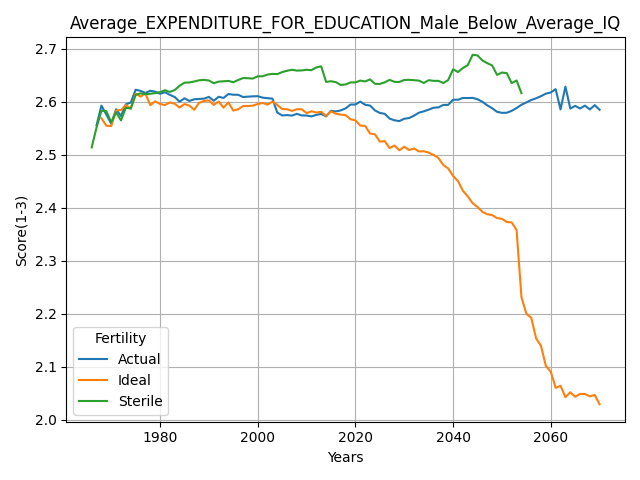 Average_EXPENDITURE_FOR_EDUCATION_Male_Below_Average_IQ
Score(1-3)
2.7
2.6
2.5
2.4
2.3
2.2
2.1
2.0
Fertility
Actual
Ideal
Sterile
1980
2000
2020
2040
2060
Years